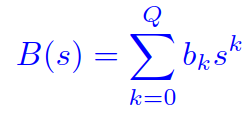 B(s) = \sum_{k=0}^{Q} b_k s^k